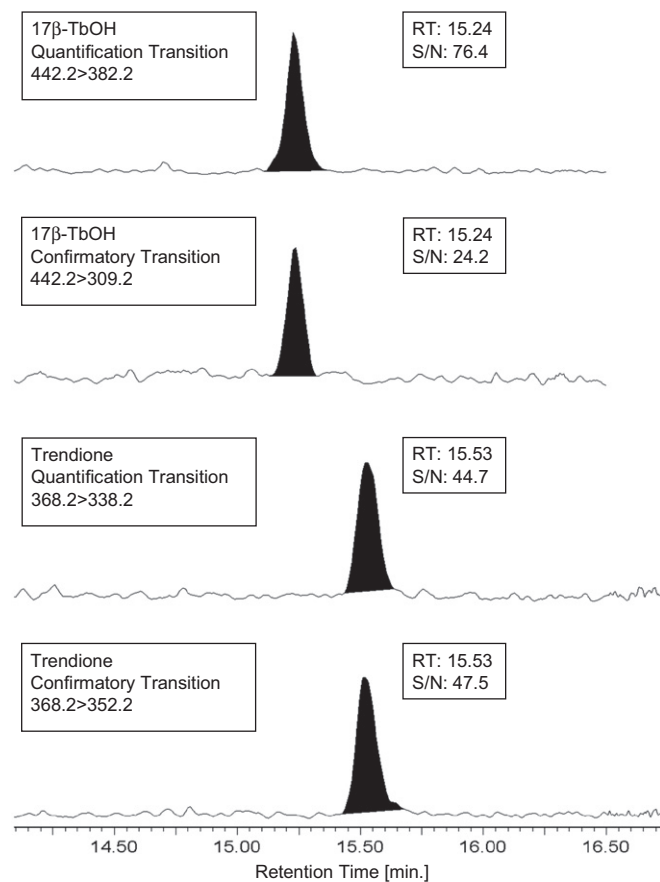 17β-TbOH
Quantification Transition
442.2>382.2
RT: 15.24
S/N: 76.4
17β-TbOH
Confirmatory Transition
442.2>309.2
RT: 15.24
S/N: 24.2
Trendione
Quantification Transition
368.2>338.2
RT: 15.53
S/N: 44.7
Trendione
Confirmatory Transition
368.2>352.2
RT: 15.53
S/N: 47.5
14.50 15.00 15.50 16.00 16.50
Retention Time [min.]